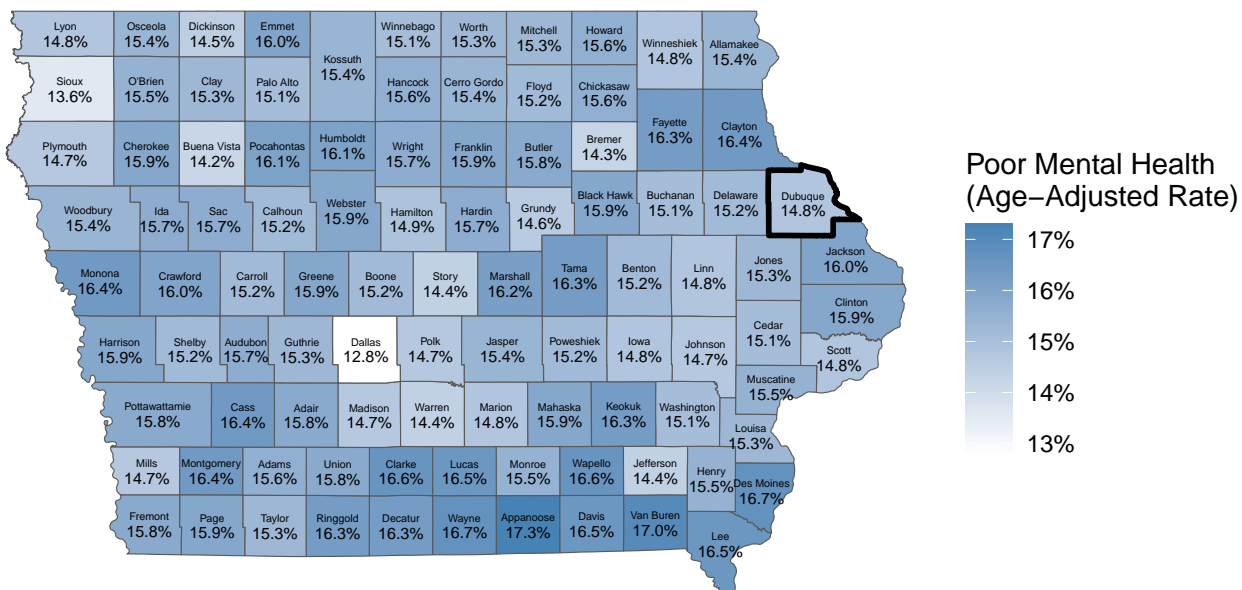 Lyon
14.8%
Osceola
15.4%
Dickinson
14.5%
Emmet
16.0%
Kossuth
15.4%
Winnebago
15.1%
Worth
15.3%
Mitchell
15.3%
Howard
15.6%
Winneshiek
14.8%
Allamakee
15.4%
Sioux
13.6%
O'Brien
15.5%
Clay
15.3%
Palo Alto
15.1%
Hancock
15.6%
Cerro Gordo
15.4%
Floyd
15.2%
Chickasaw
15.6%
Fayette
16.3%
Clayton
16.4%
Plymouth
14.7%
Cherokee
15.9%
Buena Vista
14.2%
Pocahontas
16.1%
Humboldt
16.1%
Wright
15.7%
Franklin
15.9%
Butler
15.8%
Bremer
14.3%
Woodbury
15.4%
Ida
15.7%
Sac
15.7%
Calhoun
15.2%
Webster
15.9%
Hamilton
14.9%
Hardin
15.7%
Grundy
14.6%
Black Hawk
15.9%
Buchanan
15.1%
Delaware
15.2%
Dubuque
14.8%
Monona
16.4%
Crawford
16.0%
Carroll
15.2%
Greene
15.9%
Boone
15.2%
Story
14.4%
Marshall
16.2%
Tama
16.3%
Benton
15.2%
Linn
14.8%
Jones
15.3%
Jackson
16.0%
Clinton
15.9%
Harrison
15.9%
Shelby
15.2%
Audubon
15.7%
Guthrie
15.3%
Dallas
12.8%
Polk
14.7%
Jasper
15.4%
Poweshiek
15.2%
Iowa
14.8%
Johnson
14.7%
Cedar
15.1%
Scott
14.8%
Muscatine
15.5%
Pottawattamie
15.8%
Cass
16.4%
Adair
15.8%
Madison
14.7%
Warren
14.4%
Marion
14.8%
Mahaska
15.9%
Keokuk
16.3%
Washington
15.1%
Louisa
15.3%
Mills
14.7%
Montgomery
16.4%
Adams
15.6%
Union
15.8%
Clarke
16.6%
Lucas
16.5%
Monroe
15.5%
Wapello
16.6%
Jefferson
14.4%
Henry
15.5%
Des Moines
16.7%
Fremont
15.8%
Page
15.9%
Taylor
15.3%
Ringgold
16.3%
Decatur
16.3%
Wayne
16.7%
Appanoose
17.3%
Davis
16.5%
Van Buren
17.0%
Lee
16.5%
Poor Mental Health
(Age−Adjusted Rate)
17%
16%
15%
14%
13%